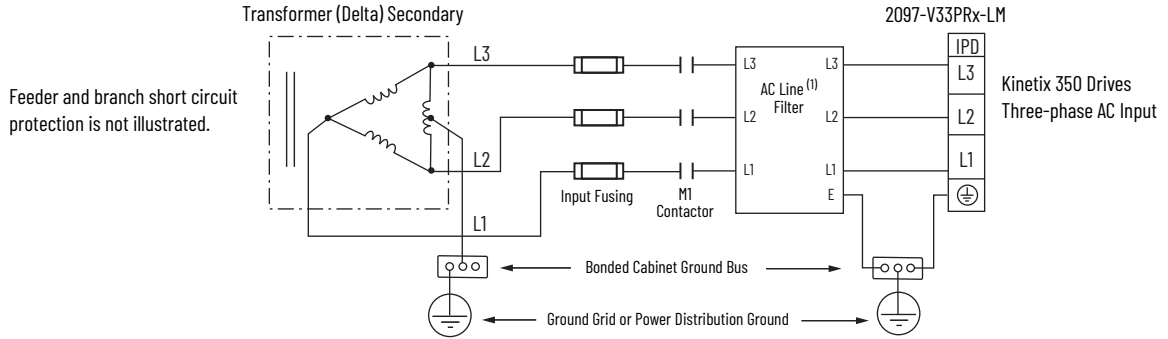 Transformer (Delta) Secondary
2097-V33PRx-LM
Feeder and branch short circuit
protection is not illustrated.
L3
L2
L1
Input Fusing
M1
Contactor
L3
L2
L1
AC Line (1)
Filter
L3
L2
L1
E
IPD
L3
L2
L1
Kinetix 350 Drives
Three-phase AC Input
Bonded Cabinet Ground Bus
Ground Grid or Power Distribution Ground